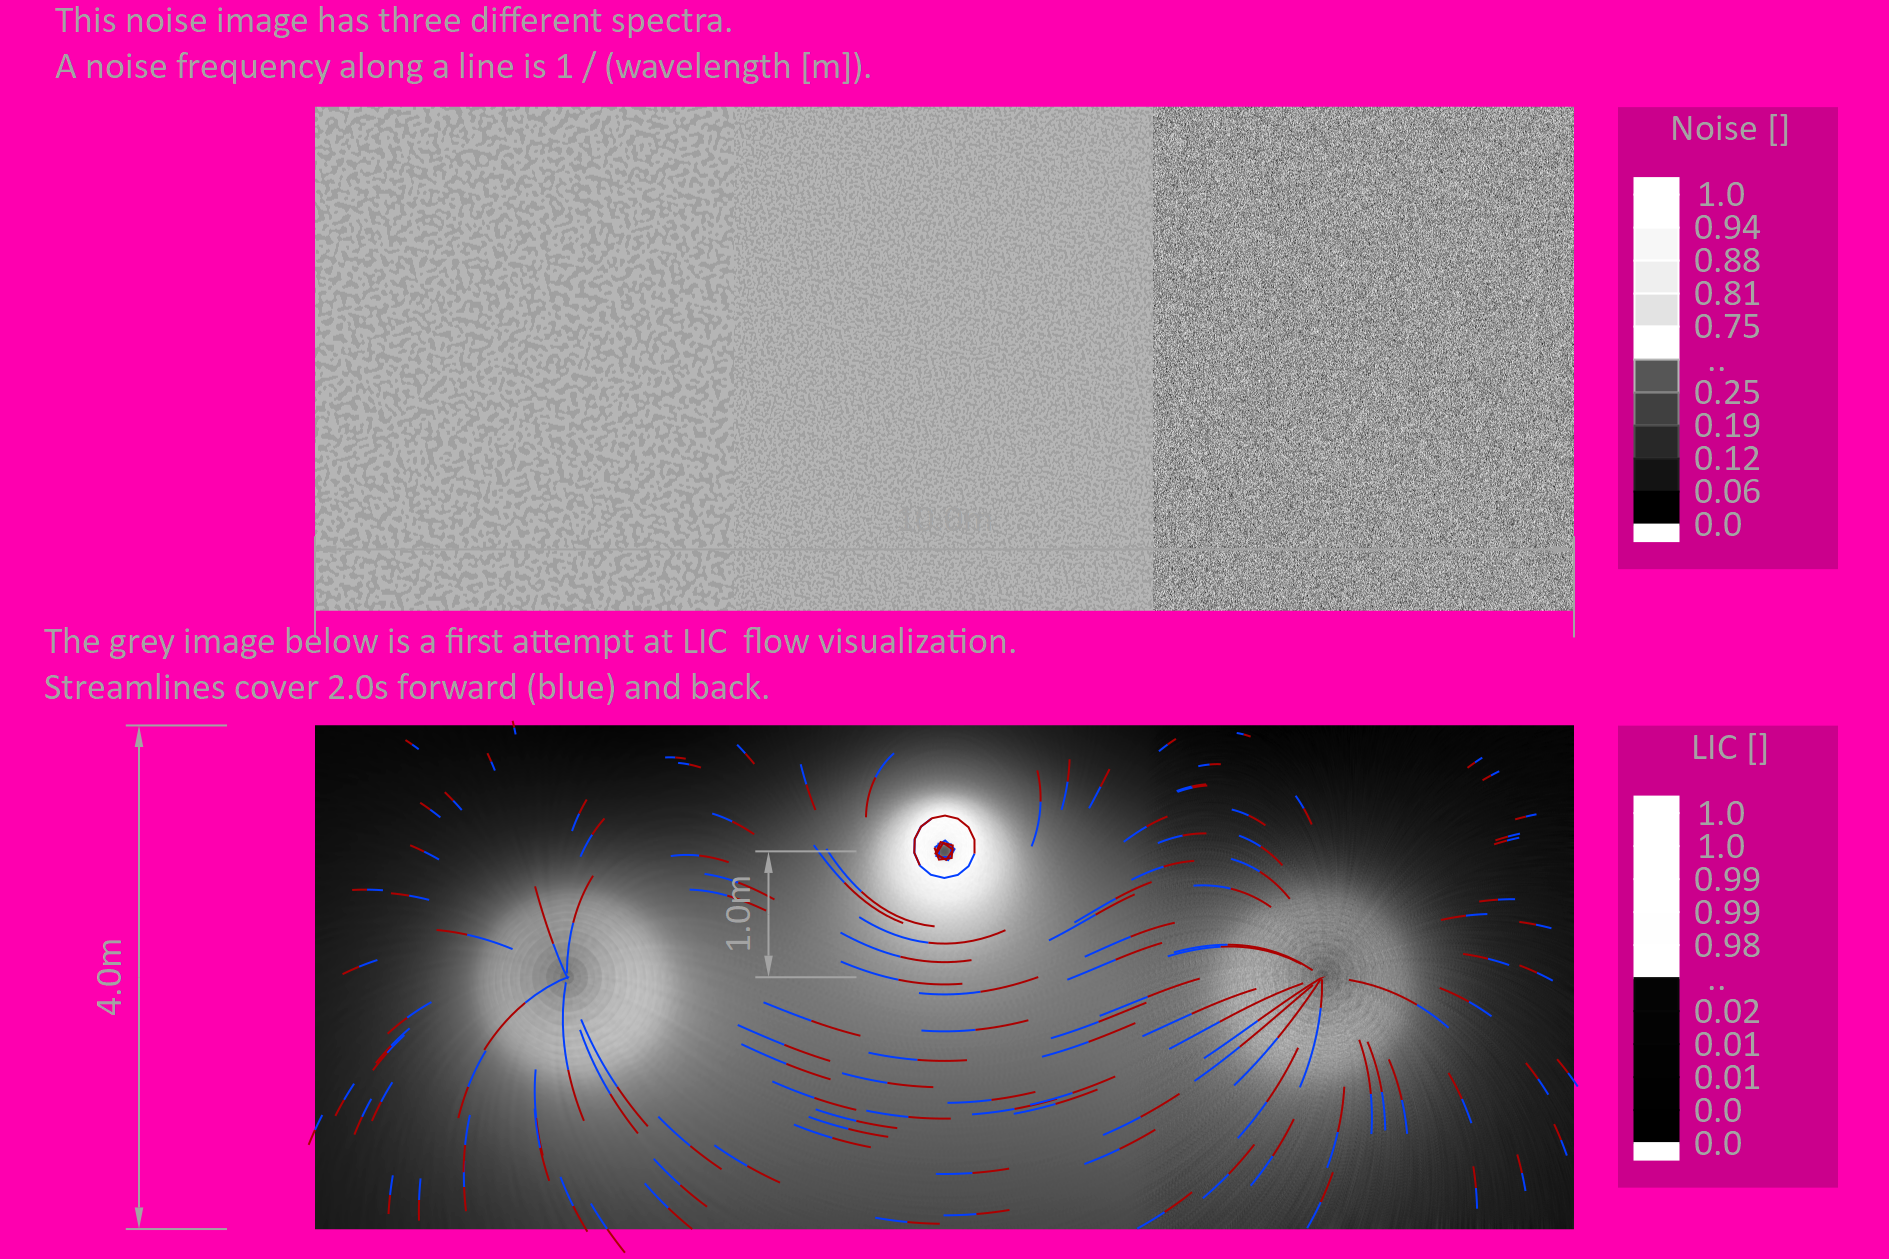 This noise image has three different spectra.
A noise frequency along a line is 1 / (wavelength [m]).
Noise []
1.0
0.94
0.88
0.81
0.75
..
0.25
0.19
0.12
0.06
0.0
The grey image below is a first attempt at LIC  flow visualization.
Streamlines cover 2.0s forward (blue) and back.
4.0m
1.0m
LIC []
1.0
1.0
0.99
0.99
0.98
..
0.02
0.01
0.01
0.0
0.0